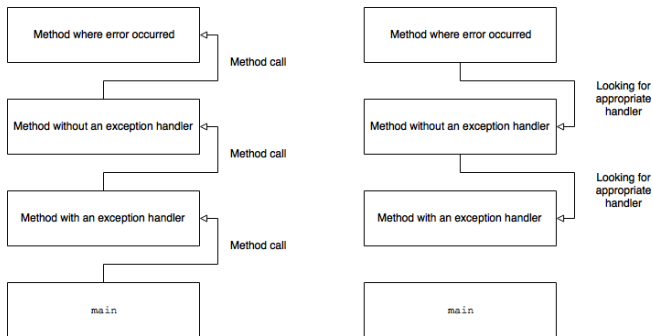 Method where error occurred
Method call
Method without an exception handler
Method call
Method with an exception handler
Method call
main
Method where error occurred
Looking for
appropriate
handler
Method without an exception handler
Looking for
appropriate
handler
Method with an exception handler
main